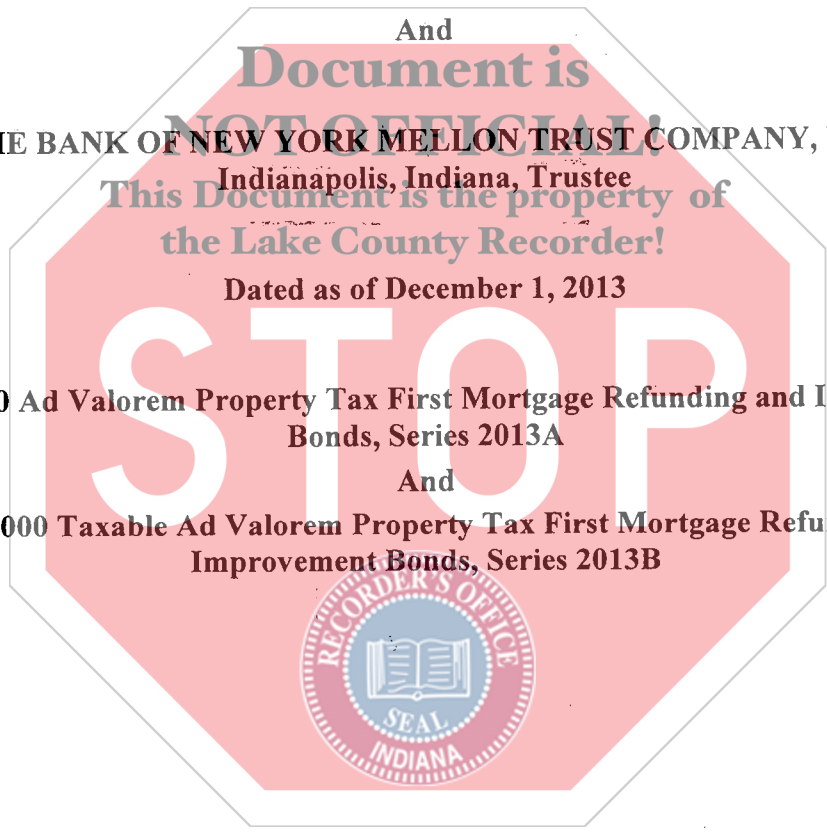 And
Document is
NOT OFFICIAL!
IE BANK OF NEW YORK MELLON TRUST COMPANY,
Indianapolis, Indiana, Trustee
This Document is the property of
the Lake County Recorder!
Dated as of December 1, 2013
STOP
0 Ad Valorem Property Tax First Mortgage Refunding and I
Bonds, Series 2013A
And
000 Taxable Ad Valorem Property Tax First Mortgage Refu
Improvement Bonds, Series 2013B
RECORDER'S OFFICE
SEAL
INDIANA